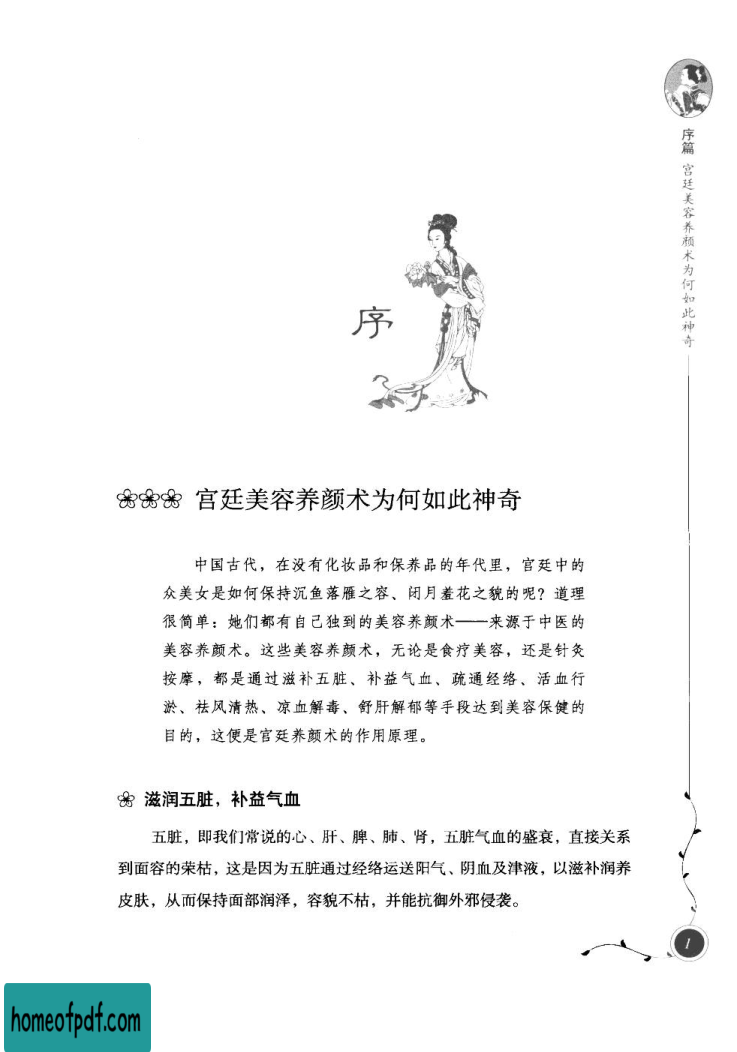 序篇 宫廷美容养颜术为何如此神奇
序
宫廷美容养颜术为何如此神奇
中国古代，在没有化妆品和保养品的年代里，宫廷中的
众美女是如何保持沉鱼落雁之容、闭月羞花之貌的呢？道理
很简单：她们都有自己独到的美容养颜术——来源于中医的
美容养颜术。这些美容养颜术，无论是食疗美容，还是针灸
按摩，都是通过滋补五脏、补益气血、疏通经络、活血行
淤、祛风清热、凉血解毒、舒肝解郁等手段达到美容保健的
目的，这便是宫廷养颜术的作用原理。
滋润五脏，补益气血
五脏，即我们常说的心、肝、脾、肺、肾，五脏气血的盛衰，直接关系
到面容的荣枯，这是因为五脏通过经络运送阳气、阴血及津液，以滋补润养
皮肤，从而保持面部润泽，容貌不枯，并能抗御外邪侵袭。
1
homeofpdf.com